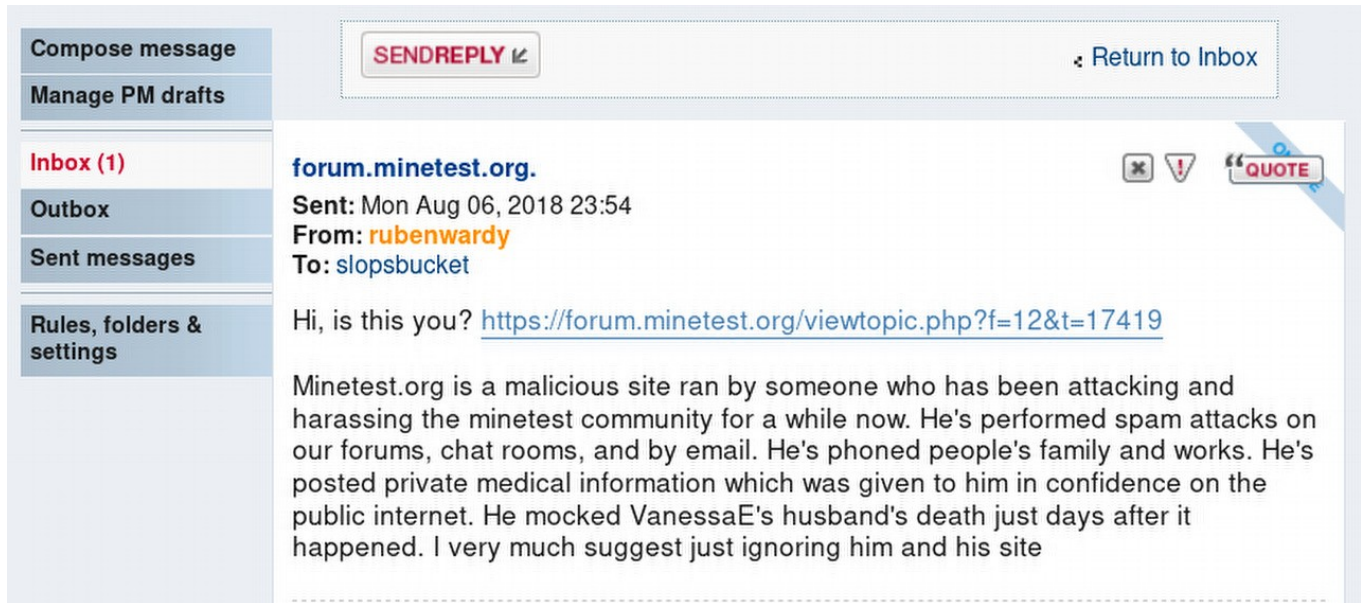 Compose message
Manage PM drafts
Inbox (1)
Outbox
Sent messages
Rules, folders &
settings
SENDREPLY
Return to Inbox
forum.minetest.org.
QUOTE
Sent: Mon Aug 06, 2018 23:54
From: rubenwardy
To: slopsbucket
Hi, is this you? https://forum.minetest.org/viewtopic.php?f=12&t=17419
Minetest.org is a malicious site ran by someone who has been attacking and
harassing the minetest community for a while now. He's performed spam attacks on
our forums, chat rooms, and by email. He's phoned people's family and works. He's
posted private medical information which was given to him in confidence on the
public internet. He mocked VanessaE's husband's death just days after it
happened. I very much suggest just ignoring him and his site